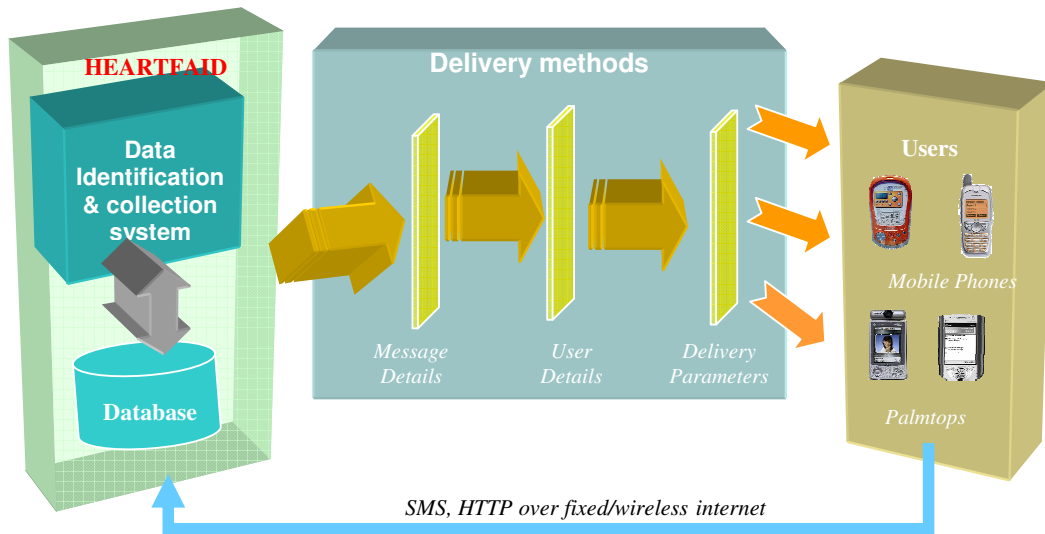 HEARTFAID
Data
Identification
& collection
system
Database
Delivery methods
Message
Details
User
Details
Delivery
Parameters
Users
Mobile Phones
Palmtops
SMS, HTTP over fixed/wireless internet